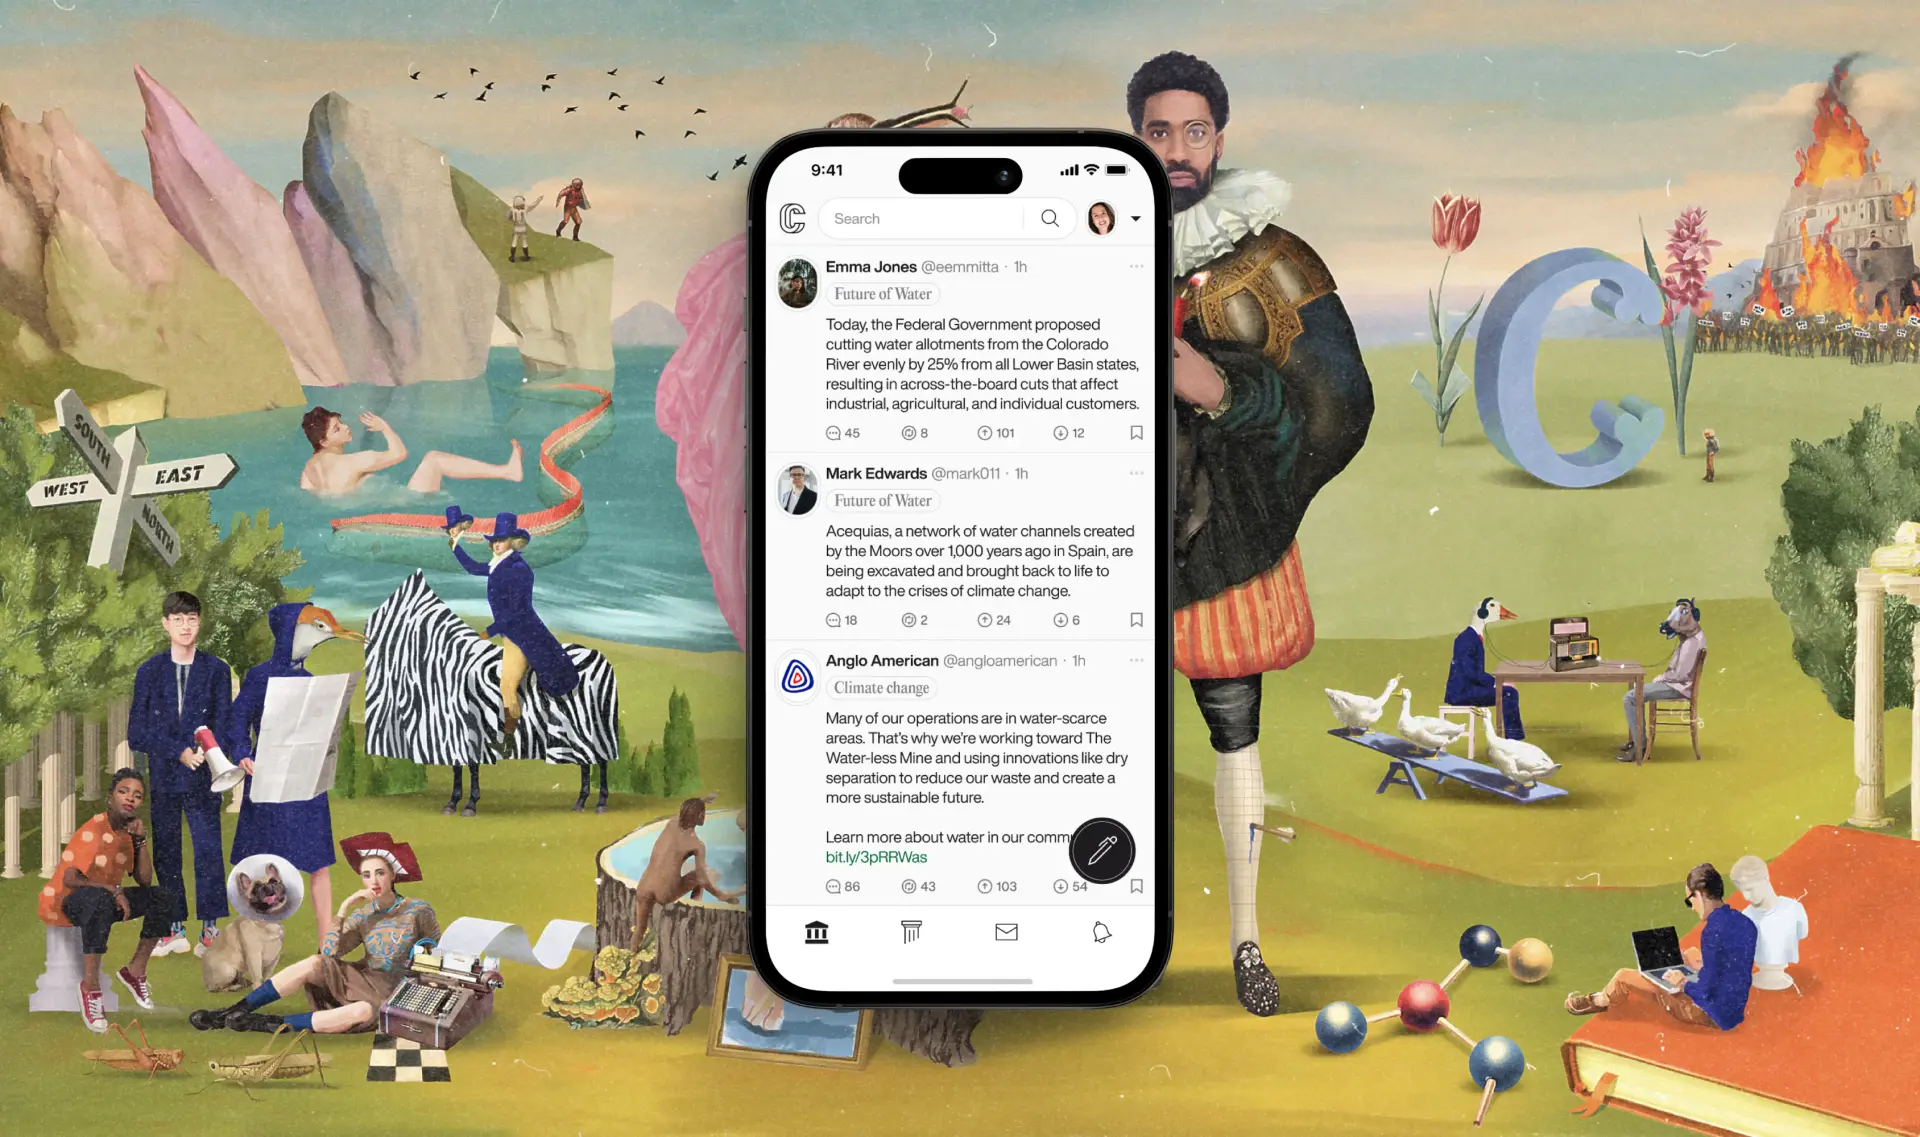 SOUTH
EAST
WEST
NORTH
9:41
Search
Emma Jones @eemmitta · 1h
Future of Water
Today, the Federal Government proposed
cutting water allotments from the Colorado
River evenly by 25% from all Lower Basin states,
resulting in across-the-board cuts that affect
industrial, agricultural, and individual customers.
45 8 101 12
Mark Edwards @mark011 · 1h
Future of Water
Acequias, a network of water channels created
by the Moors over 1,000 years ago in Spain, are
being excavated and brought back to life to
adapt to the crises of climate change.
18 2 24 6
Anglo American @angloamerican · 1h
Climate change
Many of our operations are in water-scarce
areas. That's why we're working toward The
Water-less Mine and using innovations like dry
separation to reduce our waste and create a
more sustainable future.
Learn more about water in our comm
bit.ly/3pRRWas
86 43 103 54
C